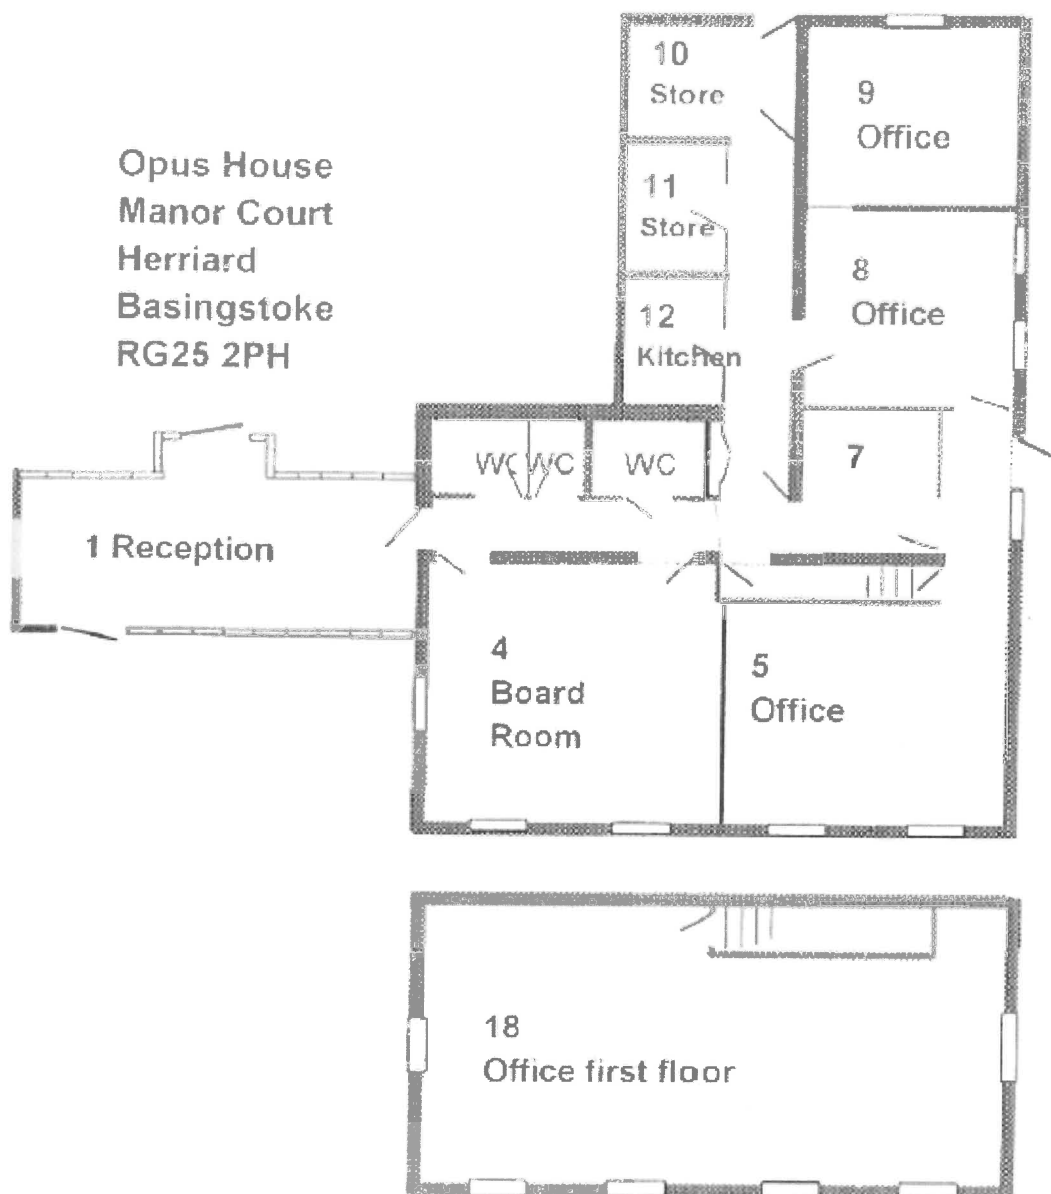 Opus House
Manor Court
Herriard
Basingstoke
RG25 2PH
10
Store
9
Office
11
Store
8
Office
12
Kitchen
WC WC WC
7
1 Reception
4
Board
Room
5
Office
18
Office first floor